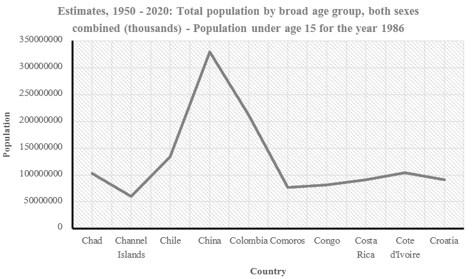 Estimates, 1950 - 2020: Total population by broad age group, both sexes
combined (thousands) - Population under age 15 for the year 1986
350000000
300000000
250000000
200000000
150000000
100000000
50000000
0
Population
Chad Channel Islands Chile China Colombia Comoros Congo Costa Rica Cote d'Ivoire Croatia
Country